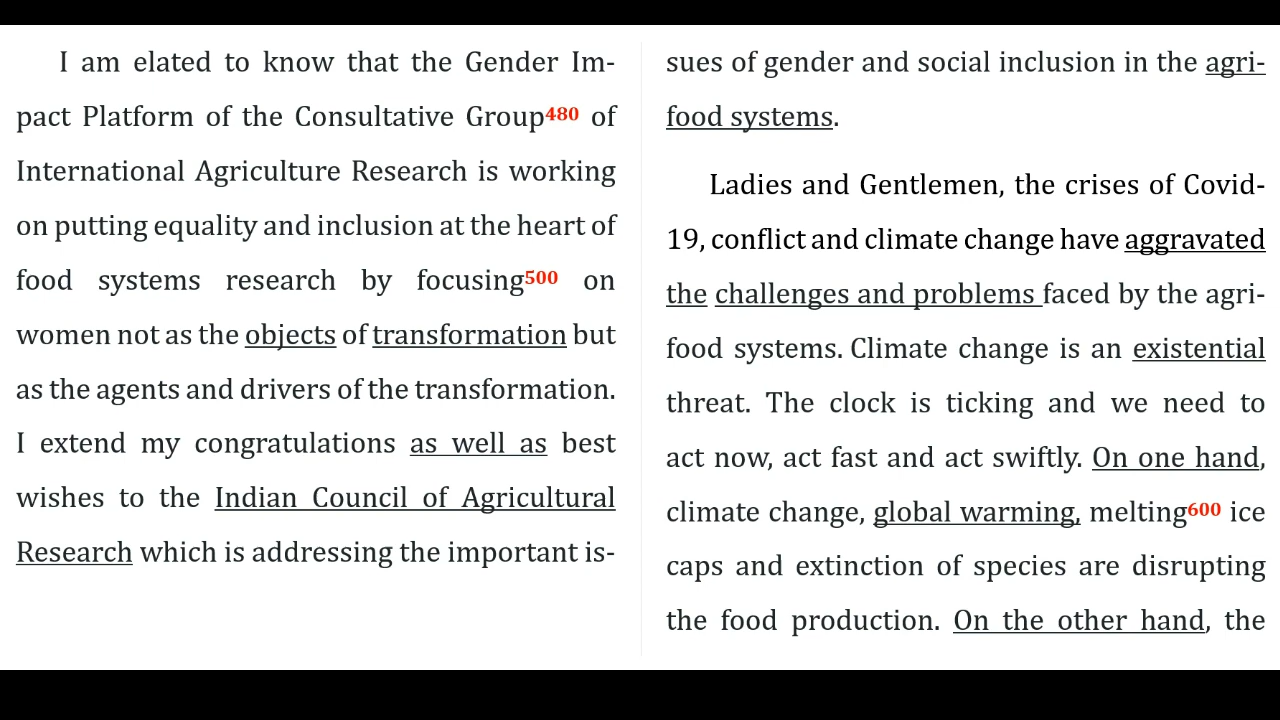 I am elated to know that the Gender Im-
pact Platform of the Consultative Group480 of
International Agriculture Research is working
on putting equality and inclusion at the heart of
food systems research by focusing500 on
women not as the objects of transformation but
as the agents and drivers of the transformation.
I extend my congratulations as well as best
wishes to the Indian Council of Agricultural
Research which is addressing the important is-
sues of gender and social inclusion in the agri-
food systems.
Ladies and Gentlemen, the crises of Covid-
19, conflict and climate change have aggravated
the challenges and problems faced by the agri-
food systems. Climate change is an existential
threat. The clock is ticking and we need to
act now, act fast and act swiftly. On one hand,
climate change, global warming, melting600 ice
caps and extinction of species are disrupting
the food production. On the other hand, the